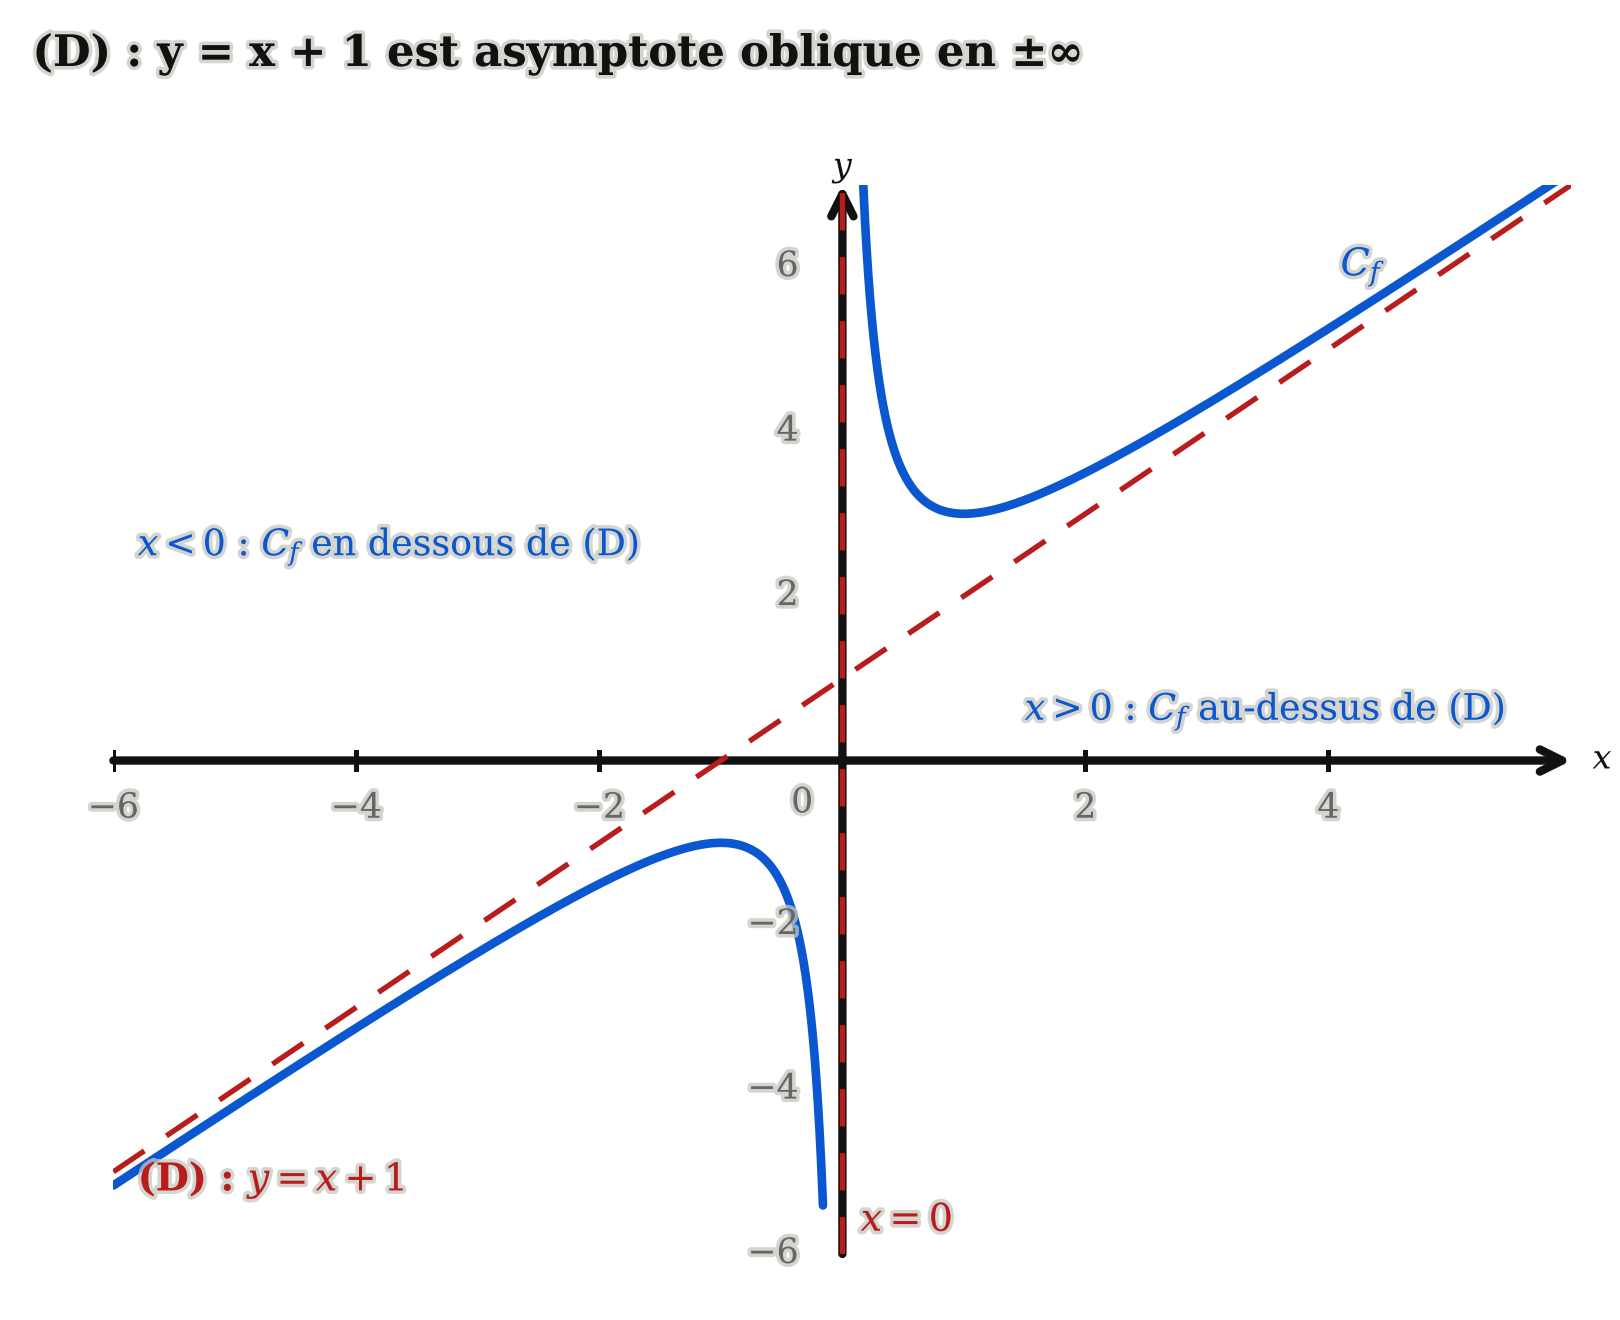 (D) : y = x + 1 est asymptote oblique en ±∞
y
6
C_f
4
x < 0 : C_f en dessous de (D)
2
x > 0 : C_f au-dessus de (D)
x
−6 −4 −2 0 2 4
−2
−4
(D) : y = x + 1
x = 0
−6